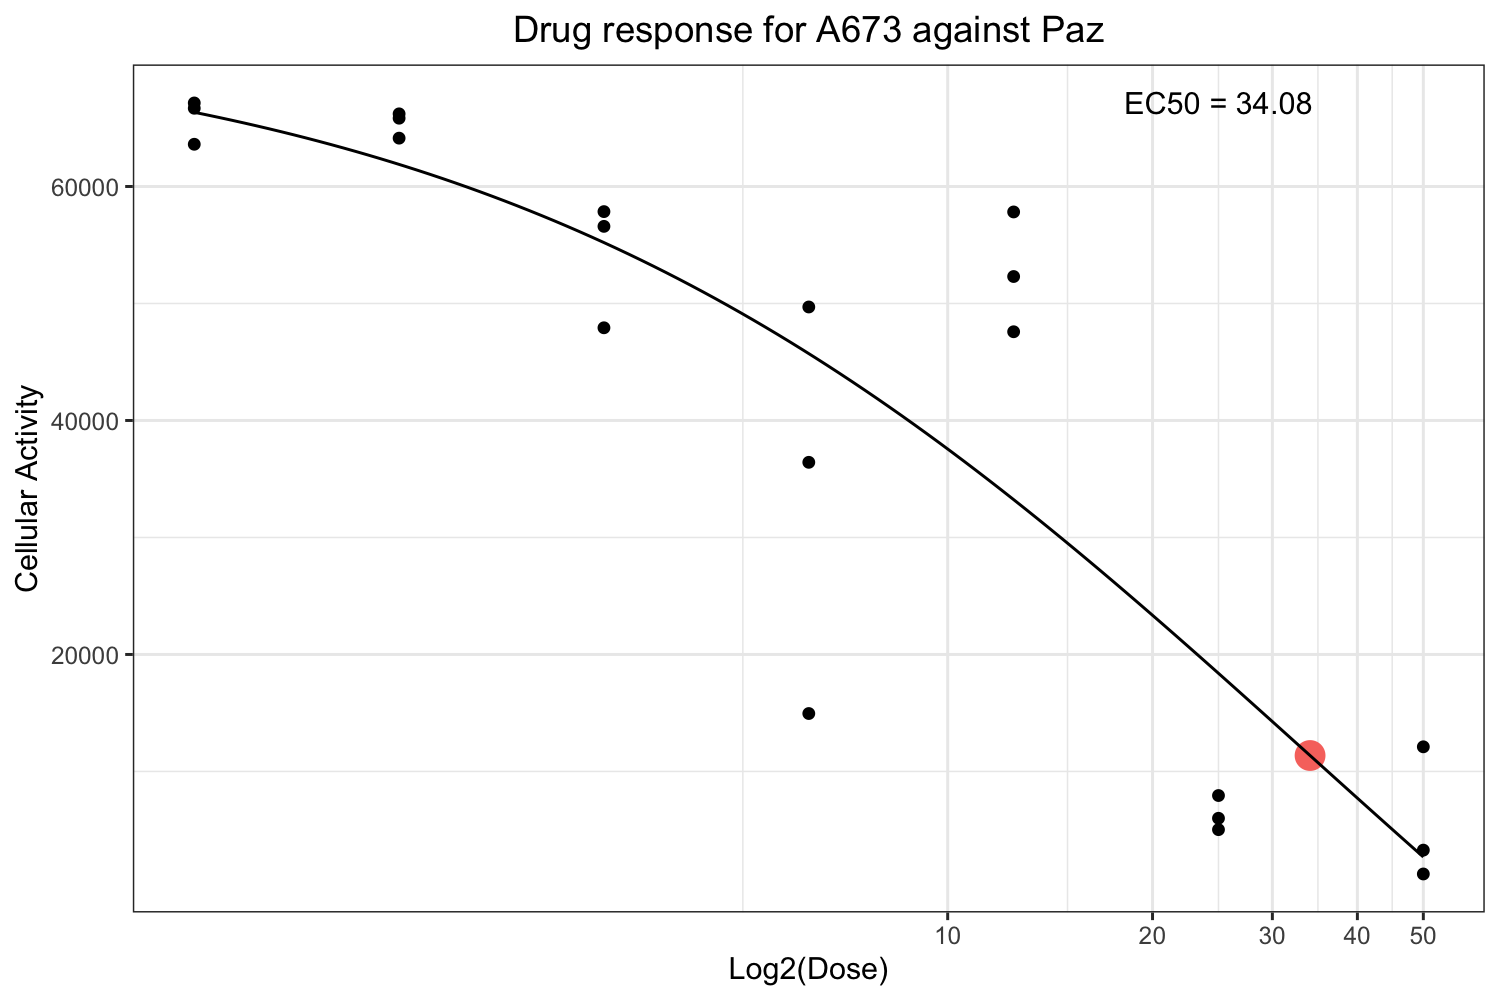 Drug response for A673 against Paz
EC50 = 34.08
60000
40000
20000
Cellular Activity
10 20 30 40 50
Log2(Dose)